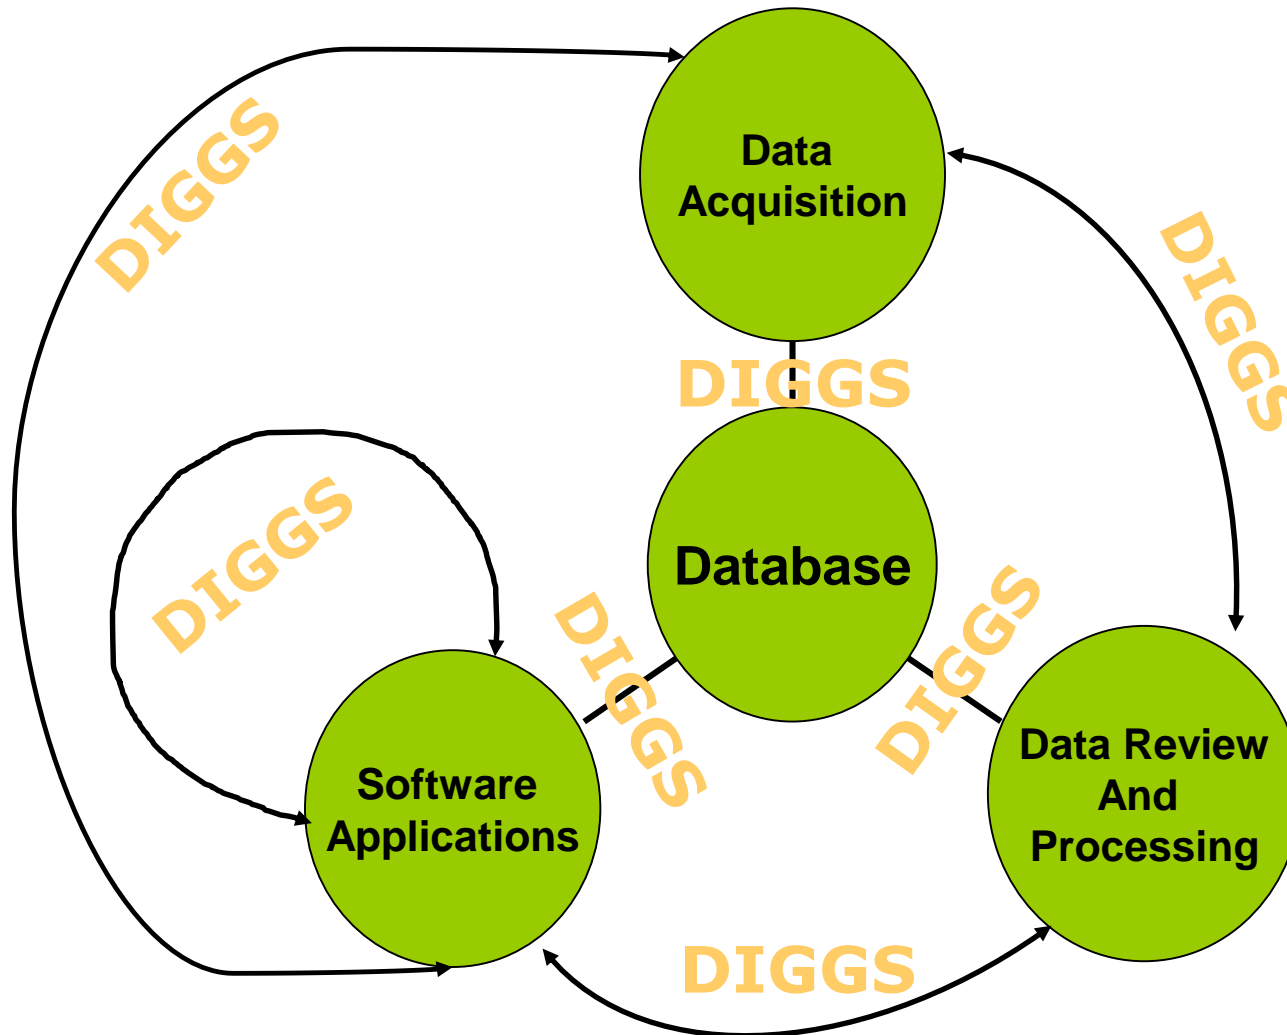 DIGGS
Data
Acquisition
DIGGS
DIGGS
DIGGS
Database
DIGGS
DIGGS
Software
Applications
Data Review
And
Processing
DIGGS